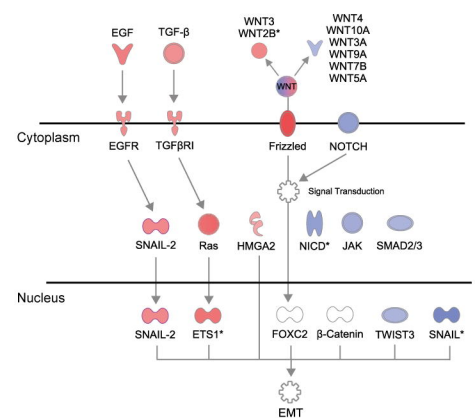 EGF
TGF-β
WNT3
WNT2B*
WNT4
WNT10A
WNT3A
WNT9A
WNT7B
WNT5A
WNT
Cytoplasm
EGFR
TGFβRI
Frizzled
NOTCH
Signal Transduction
SNAIL-2
Ras
HMGA2
NICD*
JAK
SMAD2/3
Nucleus
SNAIL-2
ETS1*
FOXC2
β-Catenin
TWIST3
SNAIL*
EMT